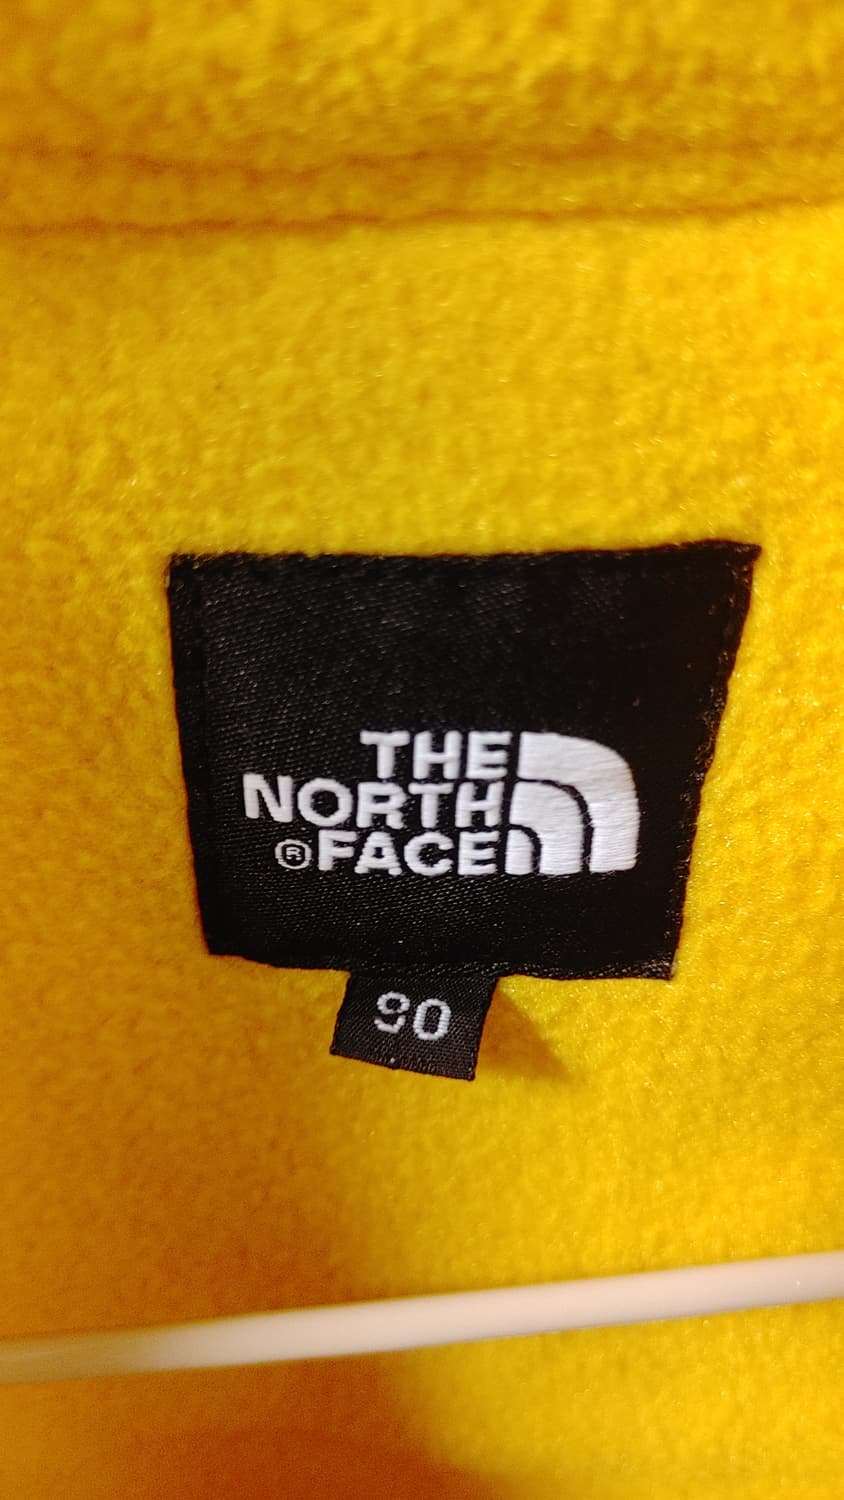 THE
NORTH
®FACE
90